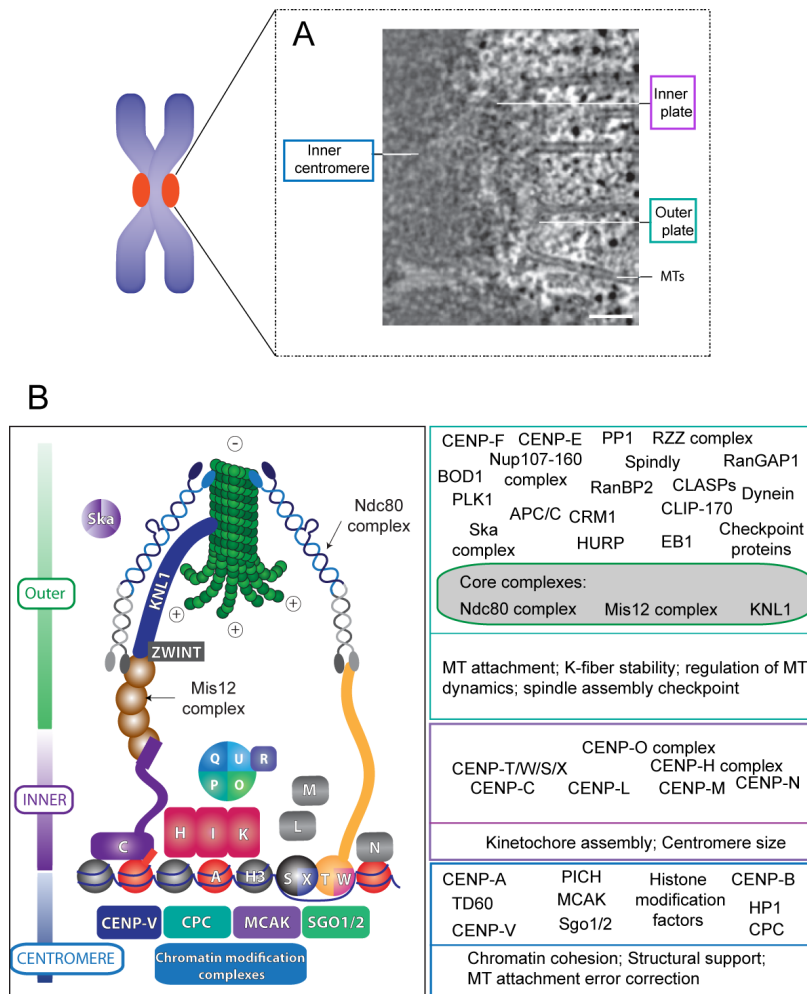 A
Inner
plate
Inner
centromere
Outer
plate
MTs
B
Outer
INNER
CENTROMERE
Ska
−
KNL1
Ndc80
complex
+
+
+
ZWINT
Mis12
complex
Q
U
R
P
O
M
L
H
I
K
C
N
A
H3
S
X
T
W
CENP-V
CPC
MCAK
SGO1/2
Chromatin modification
complexes
CENP-F CENP-E PP1 RZZ complex
BOD1 Nup107-160 complex Spindly RanGAP1
PLK1 RanBP2 CLASPs Dynein
APC/C CRM1 CLIP-170
Ska complex HURP EB1 Checkpoint proteins
Core complexes:
Ndc80 complex Mis12 complex KNL1
MT attachment; K-fiber stability; regulation of MT
dynamics; spindle assembly checkpoint
CENP-O complex
CENP-T/W/S/X CENP-H complex
CENP-C CENP-L CENP-M CENP-N
Kinetochore assembly; Centromere size
CENP-A PICH Histone modification factors CENP-B
TD60 MCAK HP1
CENP-V Sgo1/2 CPC
Chromatin cohesion; Structural support;
MT attachment error correction